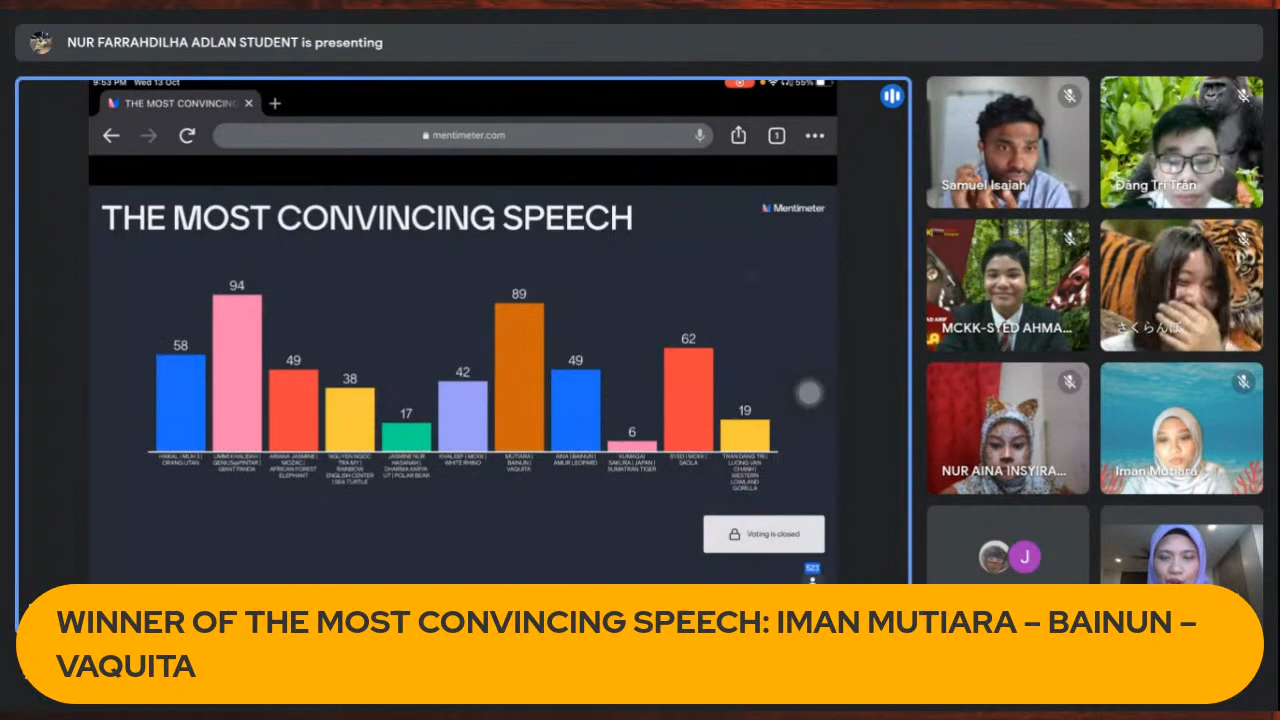 NUR FARRAHDILHA ADLAN STUDENT is presenting
9:53 PM Wed 13 Oct
55%
THE MOST CONVINCING
mentimeter.com
1
THE MOST CONVINCING SPEECH
Mentimeter
58
94
49
38
17
42
89
49
6
62
19
HAIKAL | MUH |
ORANG UTAN
UMMI KHALIDAH |
GENIUS@PINTAR |
GIANT PANDA
ARIANA JASMINE |
MOZAC |
AFRICAN FOREST
ELEPHANT
NGUYEN NGOC
TRA MY |
RAINBOW
ENGLISH CENTER
| SEA TURTLE
JASMINE NUR
HASANAH |
DHARMA KARYA
UT | POLAR BEAR
KHALEEF | MCKK |
WHITE RHINO
MUTIARA |
BAINUN |
VAQUITA
AINA | BAINUN |
AMUR LEOPARD
KUMAGAI
SAKURA | JAPAN |
SUMATRAN TIGER
SYED | MCKK |
SAOLA
TRAN DANG TRI |
LUONG VAN
CHANH |
WESTERN
LOWLAND
GORILLA
Voting is closed
523
Samuel Isaiah
Đăng Trí Trần
MCKK-SYED AHMA...
さくらんぼ
NUR AINA INSYIRA...
Iman Mutiara
J
WINNER OF THE MOST CONVINCING SPEECH: IMAN MUTIARA – BAINUN –
VAQUITA